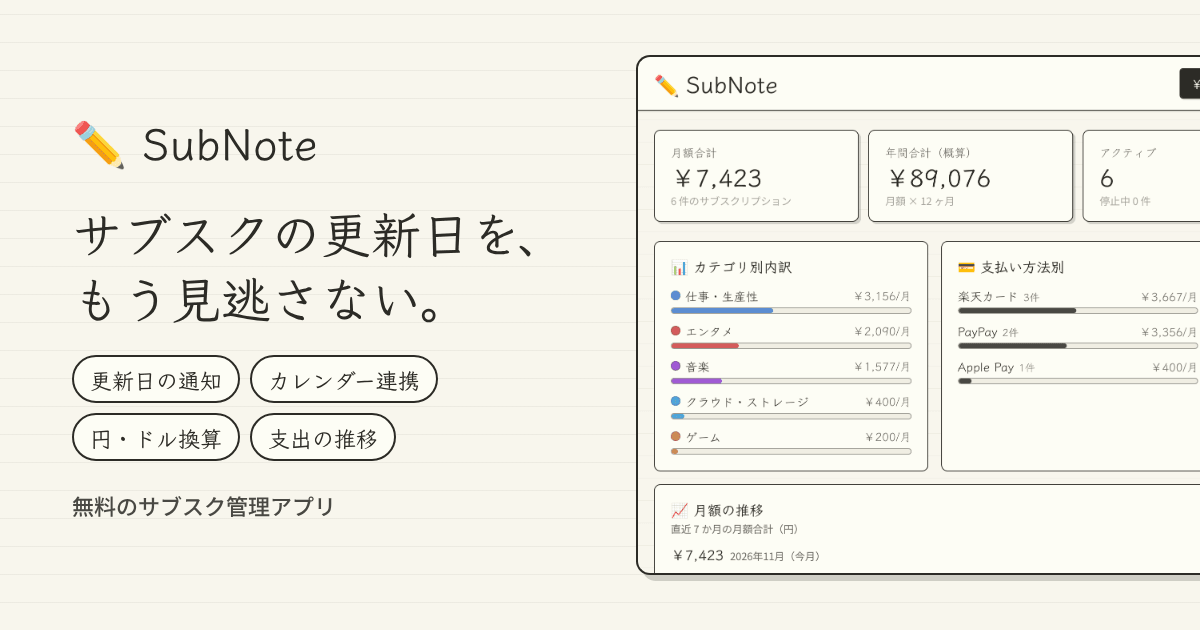 ✏️ SubNote
サブスクの更新日を、
もう見逃さない。
更新日の通知
カレンダー連携
円・ドル換算
支出の推移
無料のサブスク管理アプリ
✏️ SubNote
¥
月額合計
¥7,423
6 件のサブスクリプション
年間合計（概算）
¥89,076
月額 × 12 ヶ月
アクティブ
6
停止中 0 件
📊 カテゴリ別内訳
仕事・生産性 ¥3,156/月
エンタメ ¥2,090/月
音楽 ¥1,577/月
クラウド・ストレージ ¥400/月
ゲーム ¥200/月
💳 支払い方法別
楽天カード 3件 ¥3,667/月
PayPay 2件 ¥3,356/月
Apple Pay 1件 ¥400/月
📈 月額の推移
直近 7 か月の月額合計（円）
¥7,423 2026年11月（今月）